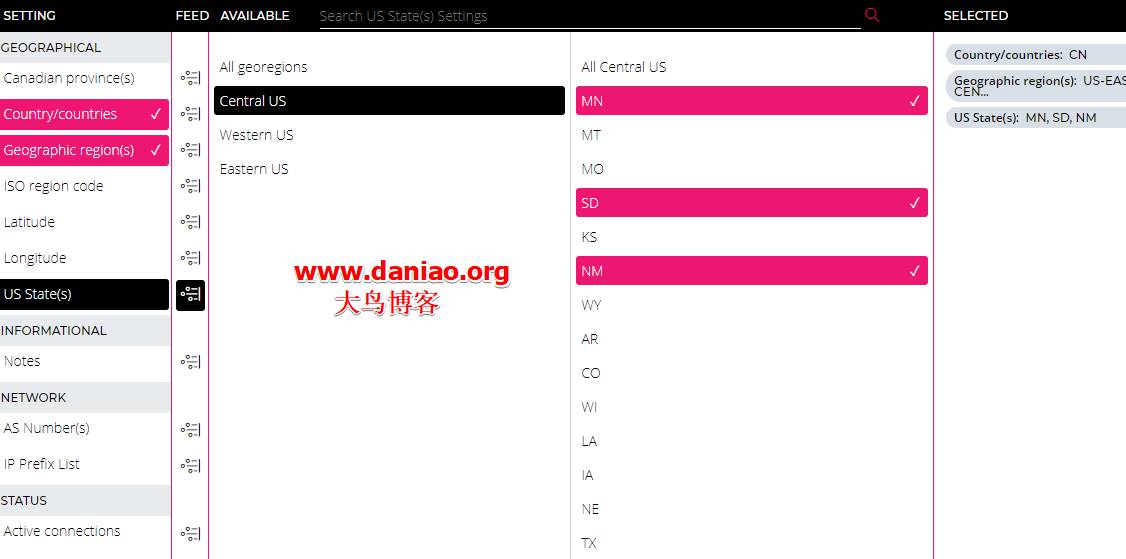 SETTING
FEED
AVAILABLE
Search US State(s) Settings
SELECTED
GEOGRAPHICAL
Canadian province(s)
Country/countries
Geographic region(s)
ISO region code
Latitude
Longitude
US State(s)
INFORMATIONAL
Notes
NETWORK
AS Number(s)
IP Prefix List
STATUS
Active connections
All georegions
Central US
Western US
Eastern US
www.daniao.org
大鸟博客
All Central US
MN
MT
MO
SD
KS
NM
WY
AR
CO
WI
LA
IA
NE
TX
Country/countries: CN
Geographic region(s): US-EAS
CEN...
US State(s): MN, SD, NM